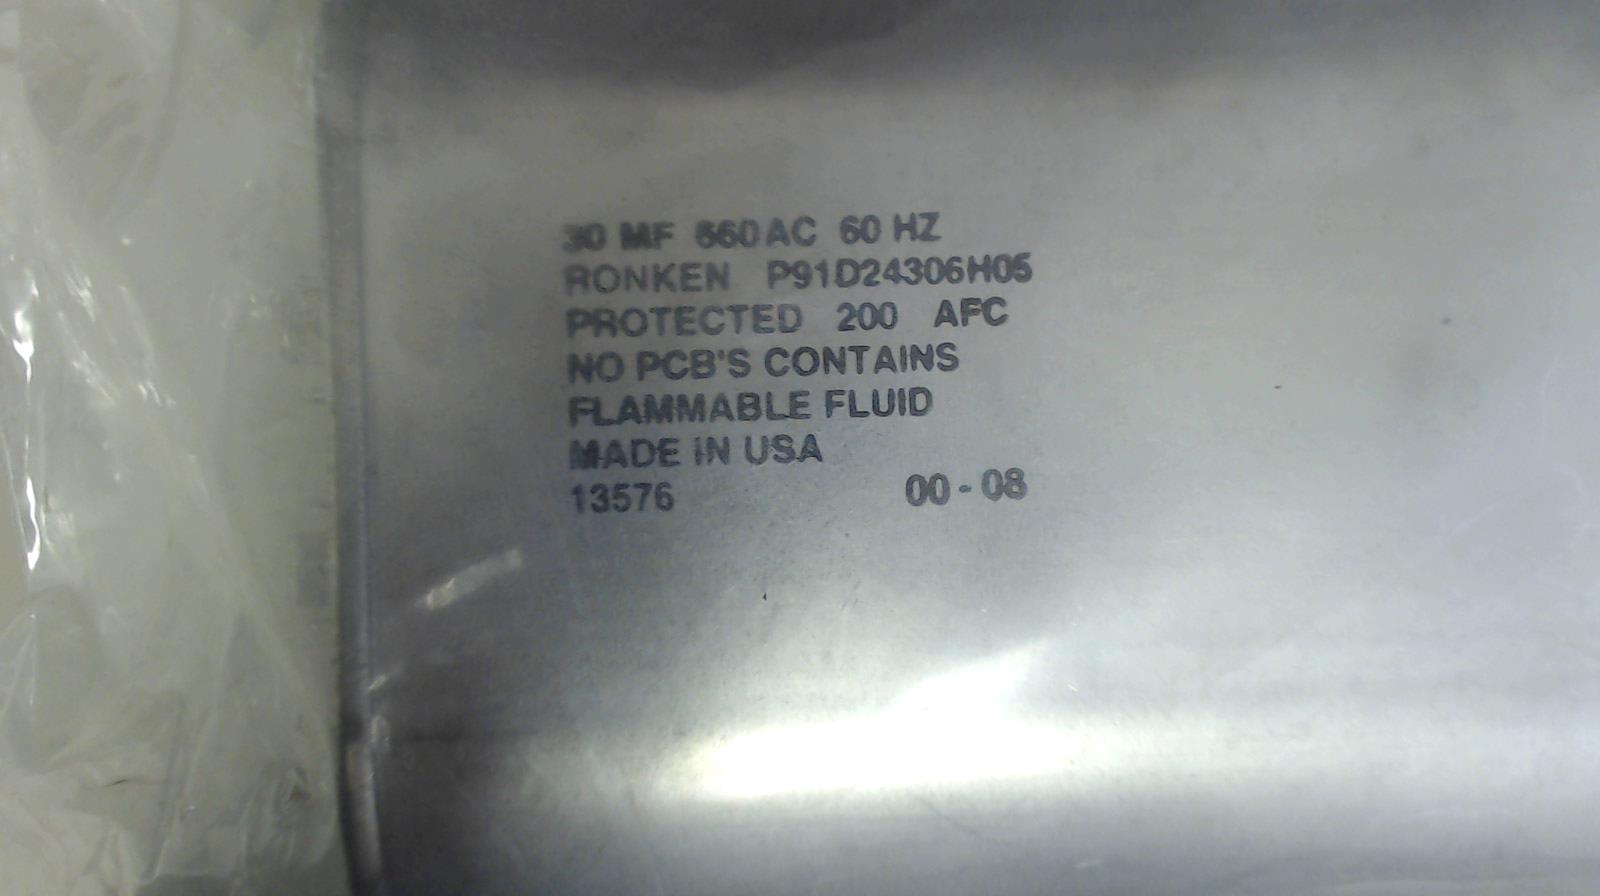 30 MF 660AC 60 HZ
RONKEN P91D24306H05
PROTECTED 200 AFC
NO PCB'S CONTAINS
FLAMMABLE FLUID
MADE IN USA
13576 00-08